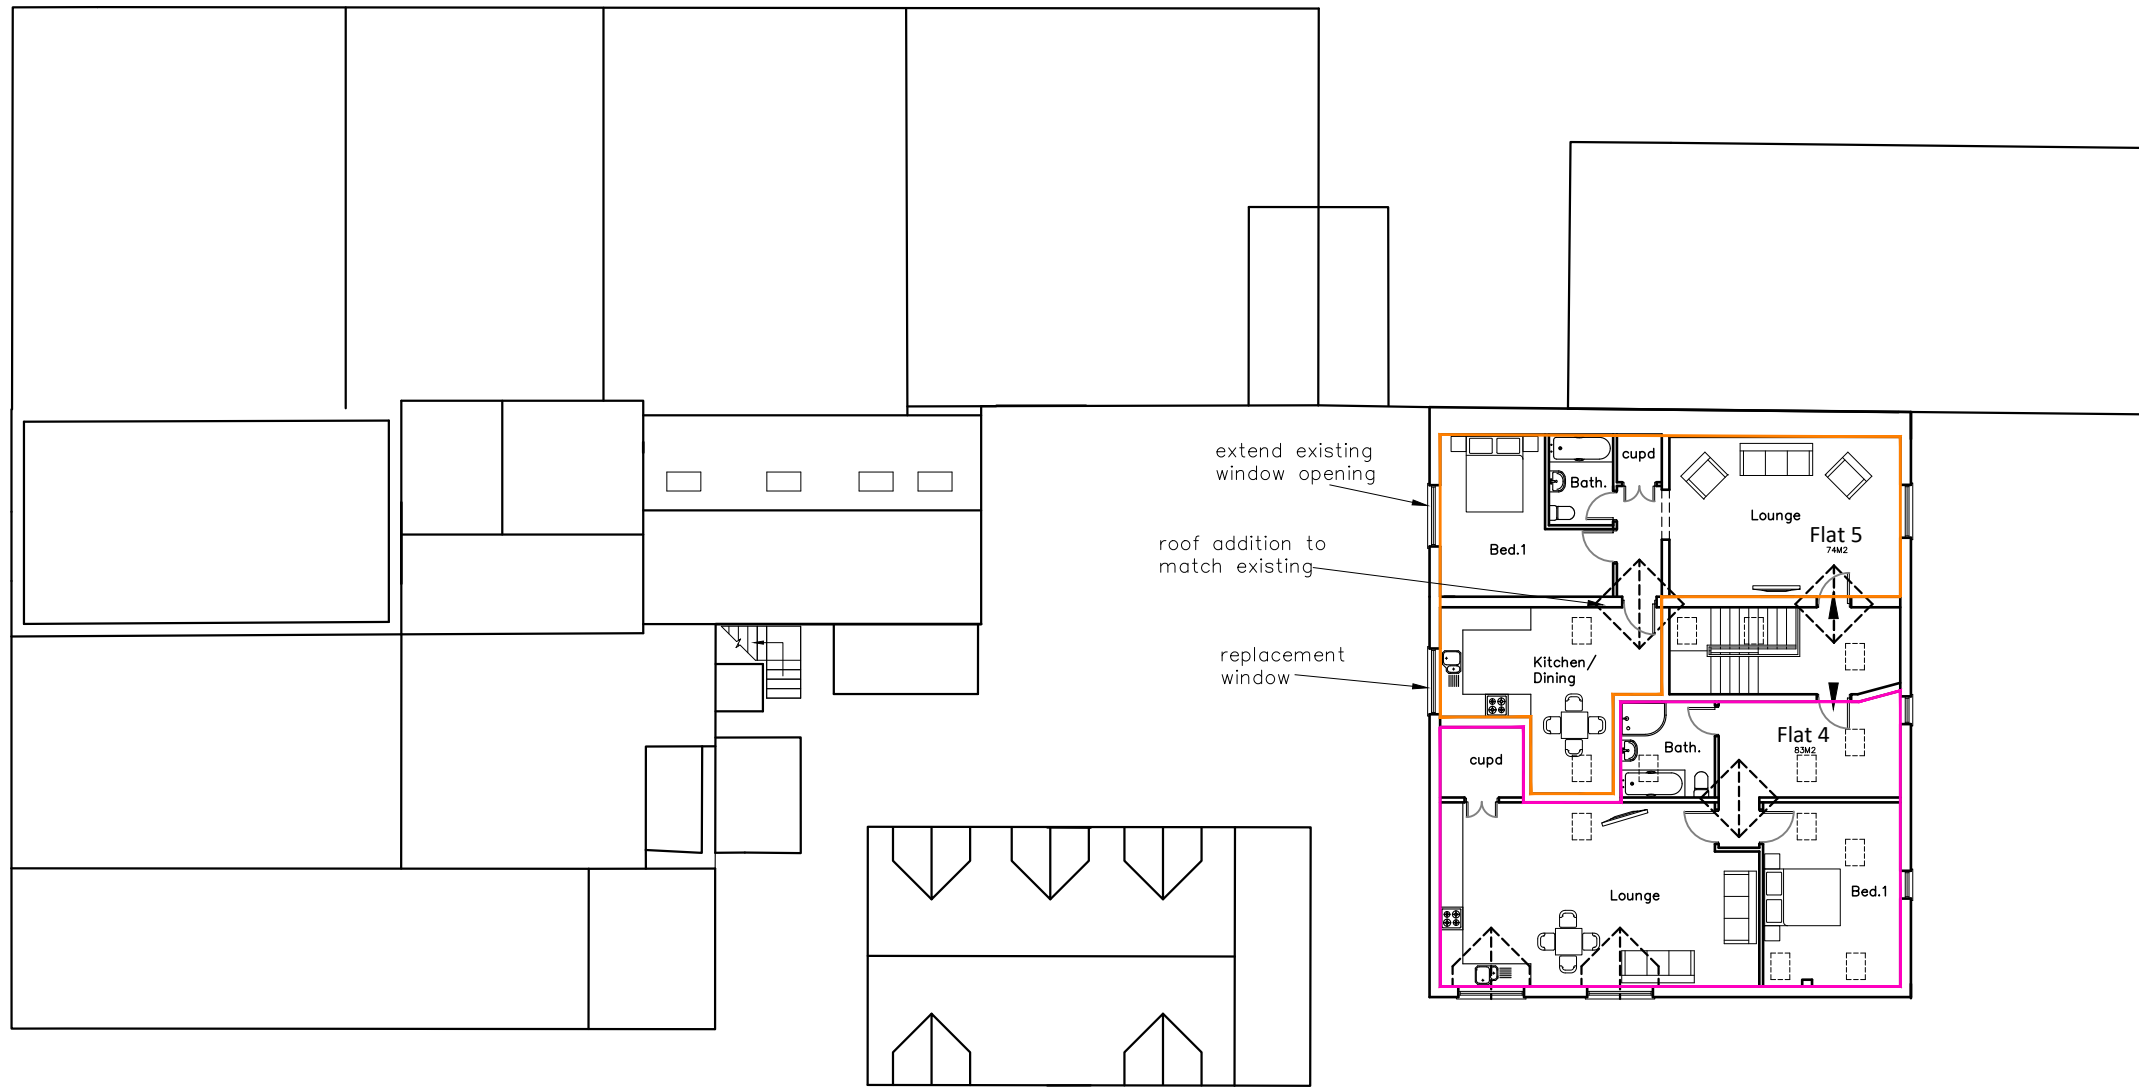 extend existing
window opening
roof addition to
match existing
replacement
window
cupd
Bath.
Lounge
Flat 5
74M2
Bed.1
Kitchen/
Dining
Flat 4
83M2
Bath.
cupd
Lounge
Bed.1